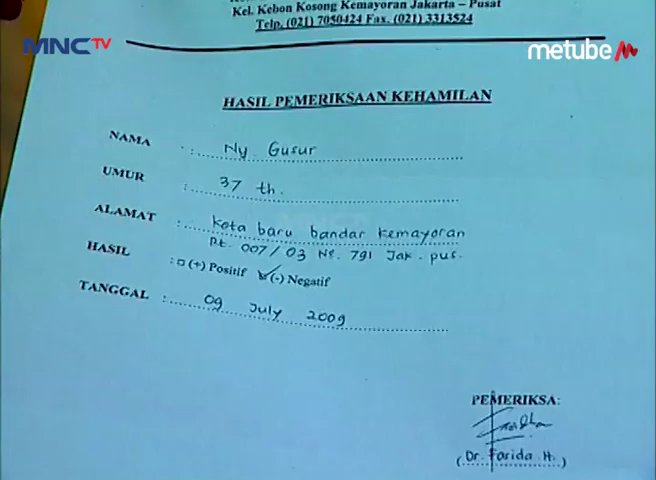 Kel. Kebon Kosong Kemayoran Jakarta – Pusat
Telp. (021) 7050424 Fax. (021) 3313524
MNCTV
metube
HASIL PEMERIKSAAN KEHAMILAN
NAMA : Ny Gusur
UMUR : 37 th.
ALAMAT : Kota baru bandar kemayoran
Rt. 007/03 No. 791 Jak. pus.
HASIL : (+) Positif (-) Negatif
TANGGAL : 09 July 2009
PEMERIKSA:
(Dr. Farida H.)